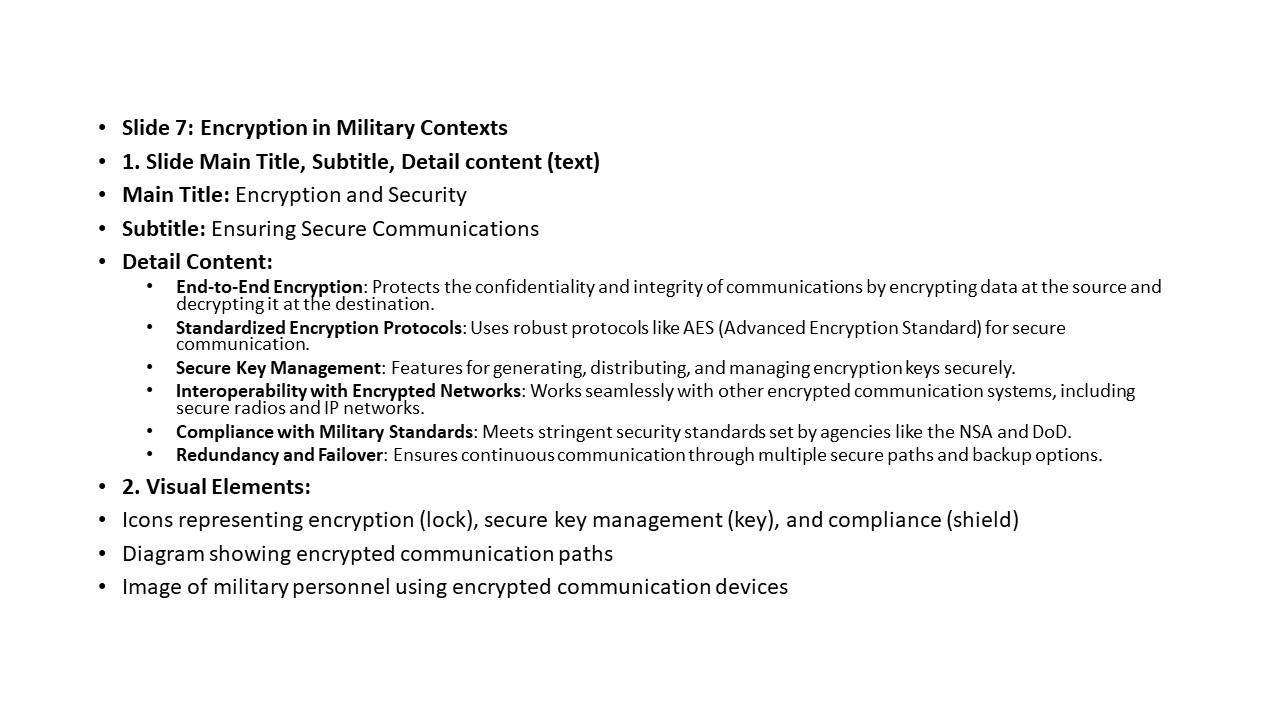 • Slide 7: Encryption in Military Contexts
• 1. Slide Main Title, Subtitle, Detail content (text)
• Main Title: Encryption and Security
• Subtitle: Ensuring Secure Communications
• Detail Content:
• End-to-End Encryption: Protects the confidentiality and integrity of communications by encrypting data at the source and
decrypting it at the destination.
• Standardized Encryption Protocols: Uses robust protocols like AES (Advanced Encryption Standard) for secure
communication.
• Secure Key Management: Features for generating, distributing, and managing encryption keys securely.
• Interoperability with Encrypted Networks: Works seamlessly with other encrypted communication systems, including
secure radios and IP networks.
• Compliance with Military Standards: Meets stringent security standards set by agencies like the NSA and DoD.
• Redundancy and Failover: Ensures continuous communication through multiple secure paths and backup options.
• 2. Visual Elements:
• Icons representing encryption (lock), secure key management (key), and compliance (shield)
• Diagram showing encrypted communication paths
• Image of military personnel using encrypted communication devices